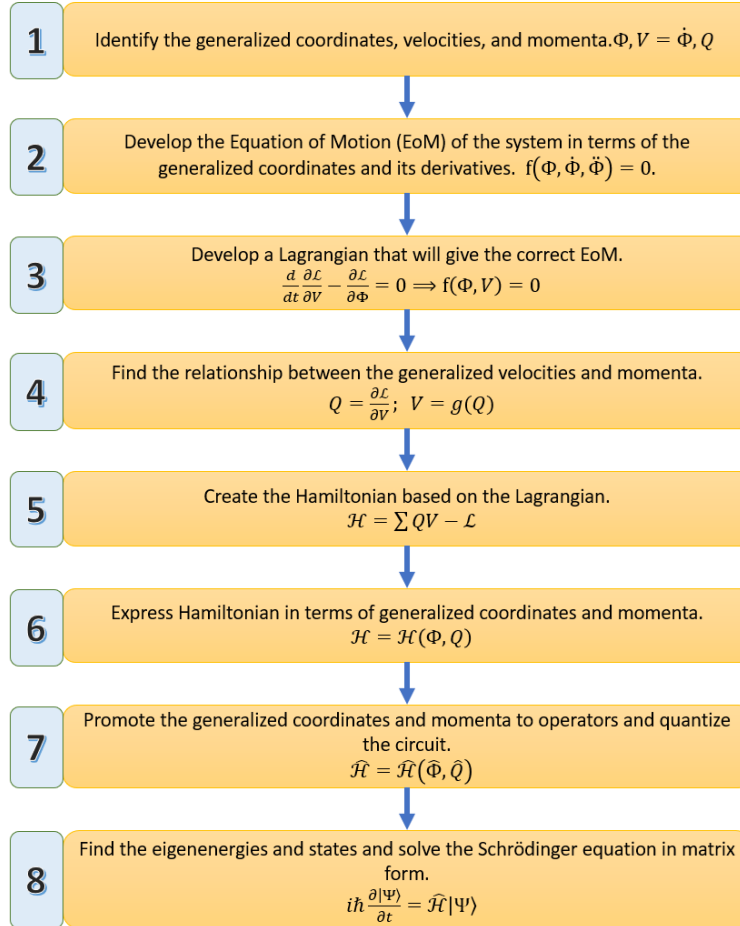 1
Identify the generalized coordinates, velocities, and momenta.Φ, V = Φ̇, Q
2
Develop the Equation of Motion (EoM) of the system in terms of the
generalized coordinates and its derivatives. f(Φ, Φ̇, Φ̈) = 0.
3
Develop a Lagrangian that will give the correct EoM.
d/dt ∂ℒ/∂V − ∂ℒ/∂Φ = 0 ⟹ f(Φ, V) = 0
4
Find the relationship between the generalized velocities and momenta.
Q = ∂ℒ/∂V; V = g(Q)
5
Create the Hamiltonian based on the Lagrangian.
ℋ = ∑ QV − ℒ
6
Express Hamiltonian in terms of generalized coordinates and momenta.
ℋ = ℋ(Φ, Q)
7
Promote the generalized coordinates and momenta to operators and quantize
the circuit.
ℋ̂ = ℋ̂(Φ̂, Q̂)
8
Find the eigenenergies and states and solve the Schrödinger equation in matrix
form.
iℏ ∂|Ψ⟩/∂t = ℋ̂|Ψ⟩